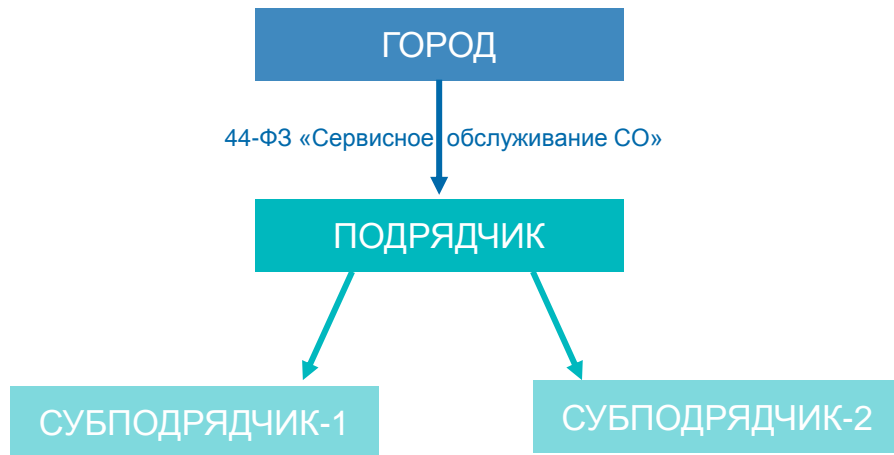 ГОРОД
44-ФЗ «Сервисное обслуживание СО»
ПОДРЯДЧИК
СУБПОДРЯДЧИК-1
СУБПОДРЯДЧИК-2